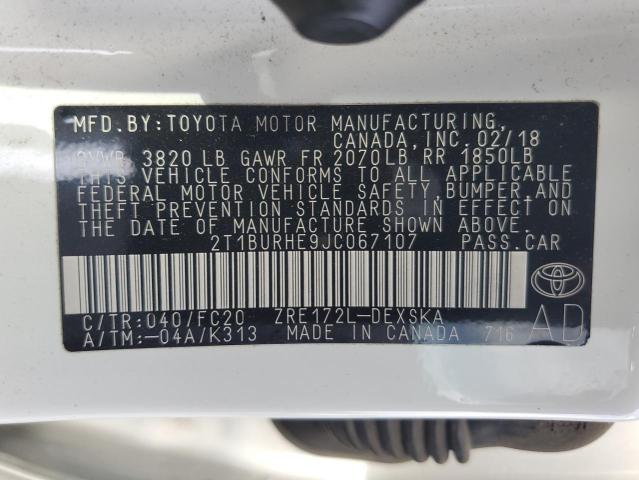 MFD.BY:TOYOTA MOTOR MANUFACTURING,
CANADA,INC. 02/18
GVWR 3820 LB GAWR FR 2070LB, RR 1850LB
THIS VEHICLE CONFORMS TO ALL APPLICABLE
FEDERAL MOTOR VEHICLE SAFETY, BUMPER, AND
THEFT PREVENTION STANDARDS IN EFFECT ON
THE DATE OF MANUFACTURE SHOWN ABOVE.
2T1BURHE9JC067107 PASS.CAR
C/TR:040/FC20 ZRE172L-DEXSKA
A/TM:-04A/K313 MADE IN CANADA 716
AD